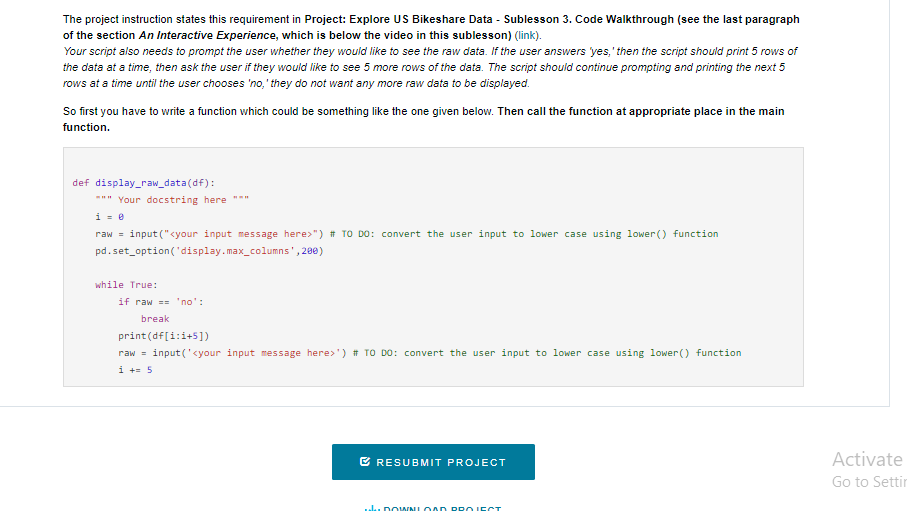 The project instruction states this requirement in Project: Explore US Bikeshare Data - Sublesson 3. Code Walkthrough (see the last paragraph
of the section An Interactive Experience, which is below the video in this sublesson) (link).
Your script also needs to prompt the user whether they would like to see the raw data. If the user answers 'yes,' then the script should print 5 rows of
the data at a time, then ask the user if they would like to see 5 more rows of the data. The script should continue prompting and printing the next 5
rows at a time until the user chooses 'no,' they do not want any more raw data to be displayed.
So first you have to write a function which could be something like the one given below. Then call the function at appropriate place in the main
function.
def display_raw_data(df):
    """ Your docstring here """
    i = 0
    raw = input("<your input message here>") # TO DO: convert the user input to lower case using lower() function
    pd.set_option('display.max_columns',200)
    while True:
        if raw == 'no':
            break
        print(df[i:i+5])
        raw = input('<your input message here>') # TO DO: convert the user input to lower case using lower() function
        i += 5
RESUBMIT PROJECT
Activate
Go to Settin
DOWNLOAD PROJECT